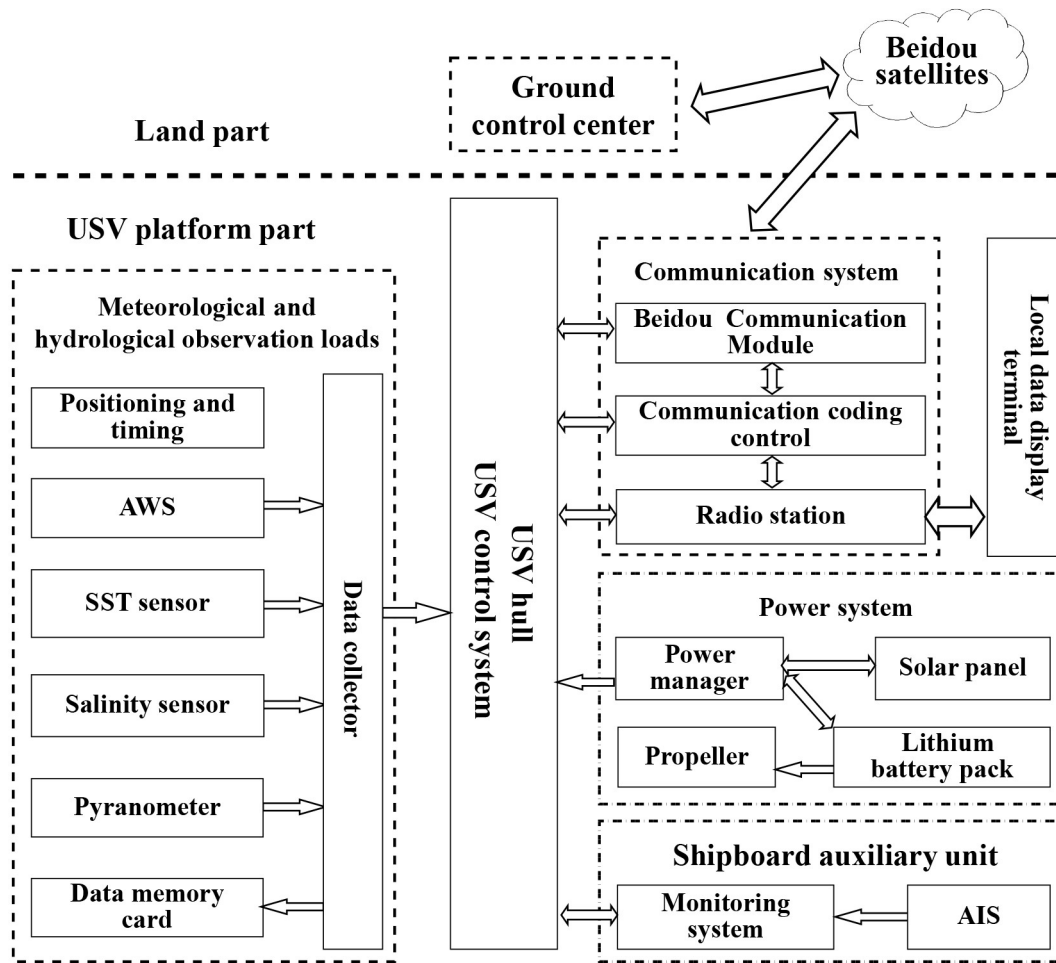 Beidou
satellites
Ground
control center
Land part
USV platform part
Meteorological and
hydrological observation loads
Positioning and
timing
AWS
SST sensor
Salinity sensor
Pyranometer
Data memory
card
Data collector
USV hull
USV control system
Communication system
Beidou Communication
Module
Communication coding
control
Radio station
Local data display
terminal
Power system
Power
manager
Solar panel
Propeller
Lithium
battery pack
Shipboard auxiliary unit
Monitoring
system
AIS